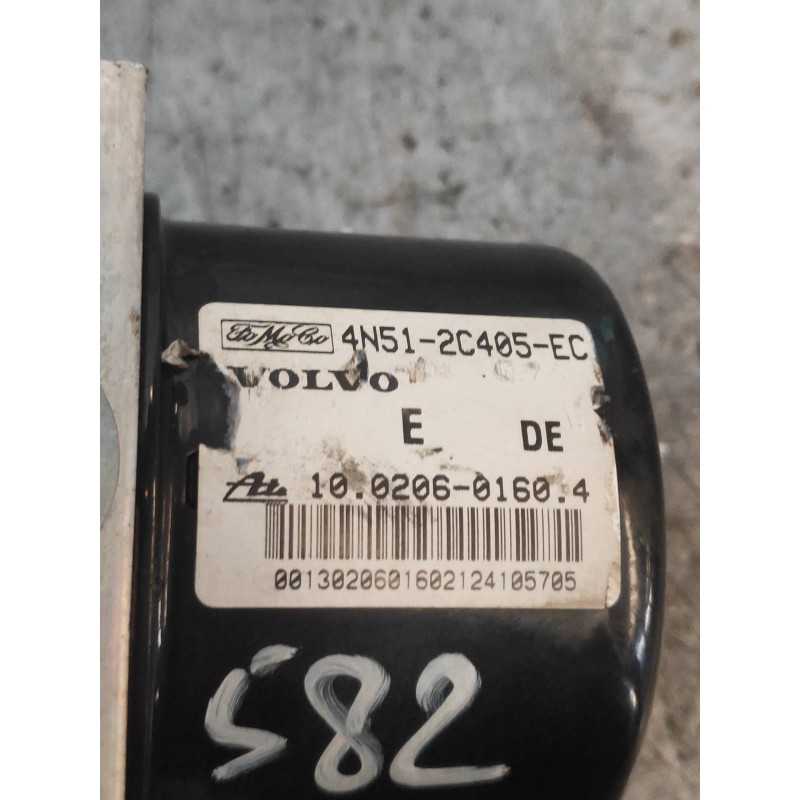 FoMoCo 4N51-2C405-EC
VOLVO
E DE
Ate 10.0206-0160.4
0013020601602124105705
582